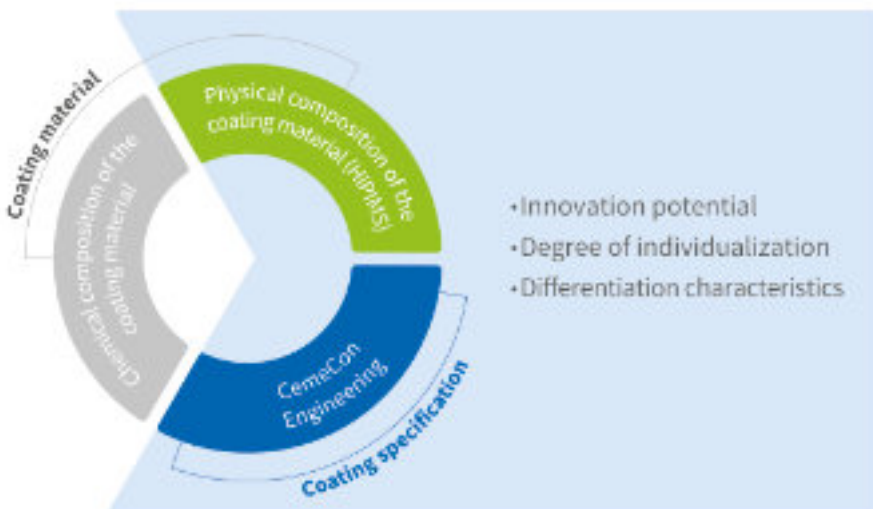 Coating material
Physical composition of the
coating material (HiPIMS)
Chemical composition of the
coating material
CemeCon
Engineering
Coating specification
•Innovation potential
•Degree of individualization
•Differentiation characteristics